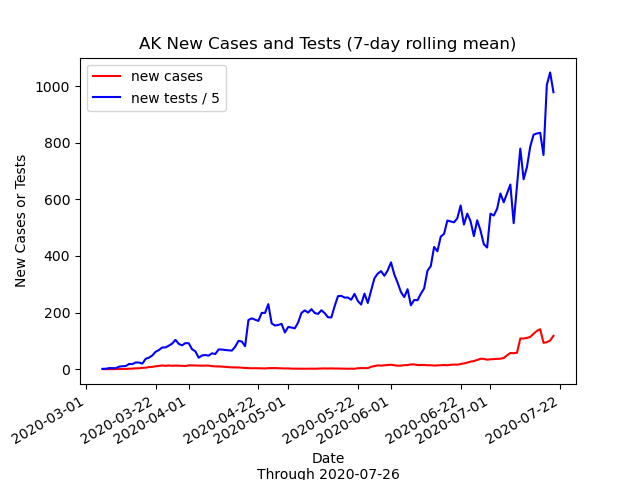 AK New Cases and Tests (7-day rolling mean)
new cases
new tests / 5
New Cases or Tests
1000
800
600
400
200
0
2020-03-01
2020-03-22
2020-04-01
2020-04-22
2020-05-01
2020-05-22
2020-06-01
2020-06-22
2020-07-01
2020-07-22
Date
Through 2020-07-26